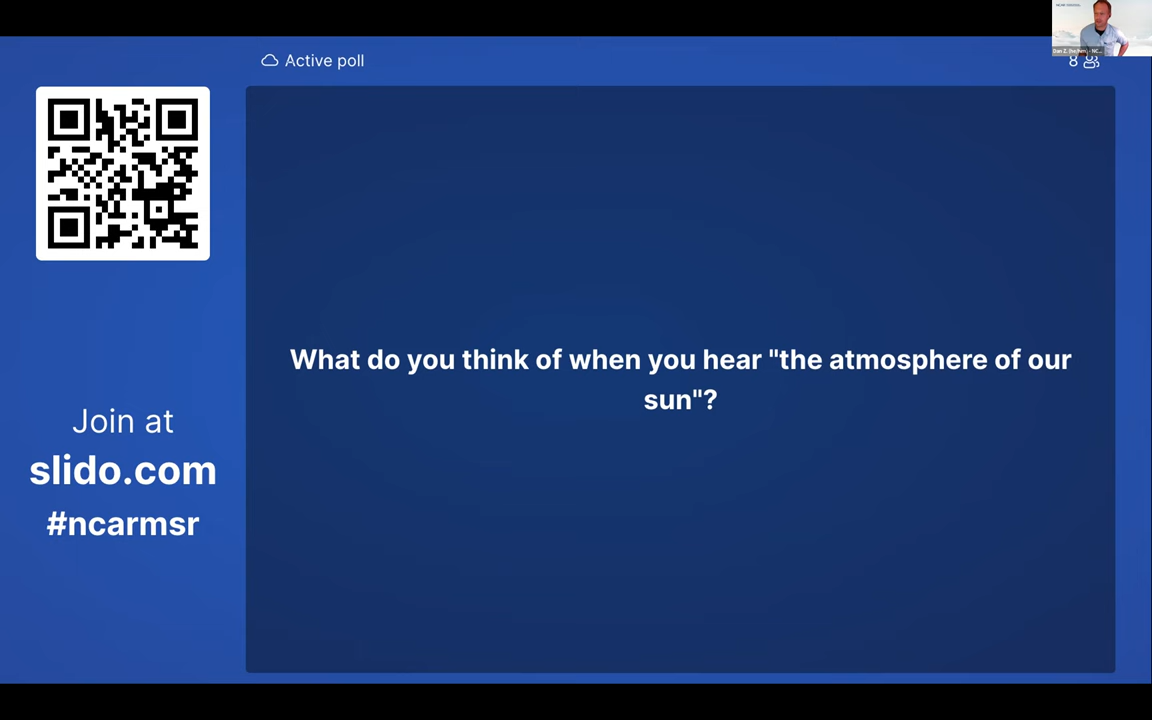 Active poll
8
What do you think of when you hear "the atmosphere of our
sun"?
Join at
slido.com
#ncarmsr